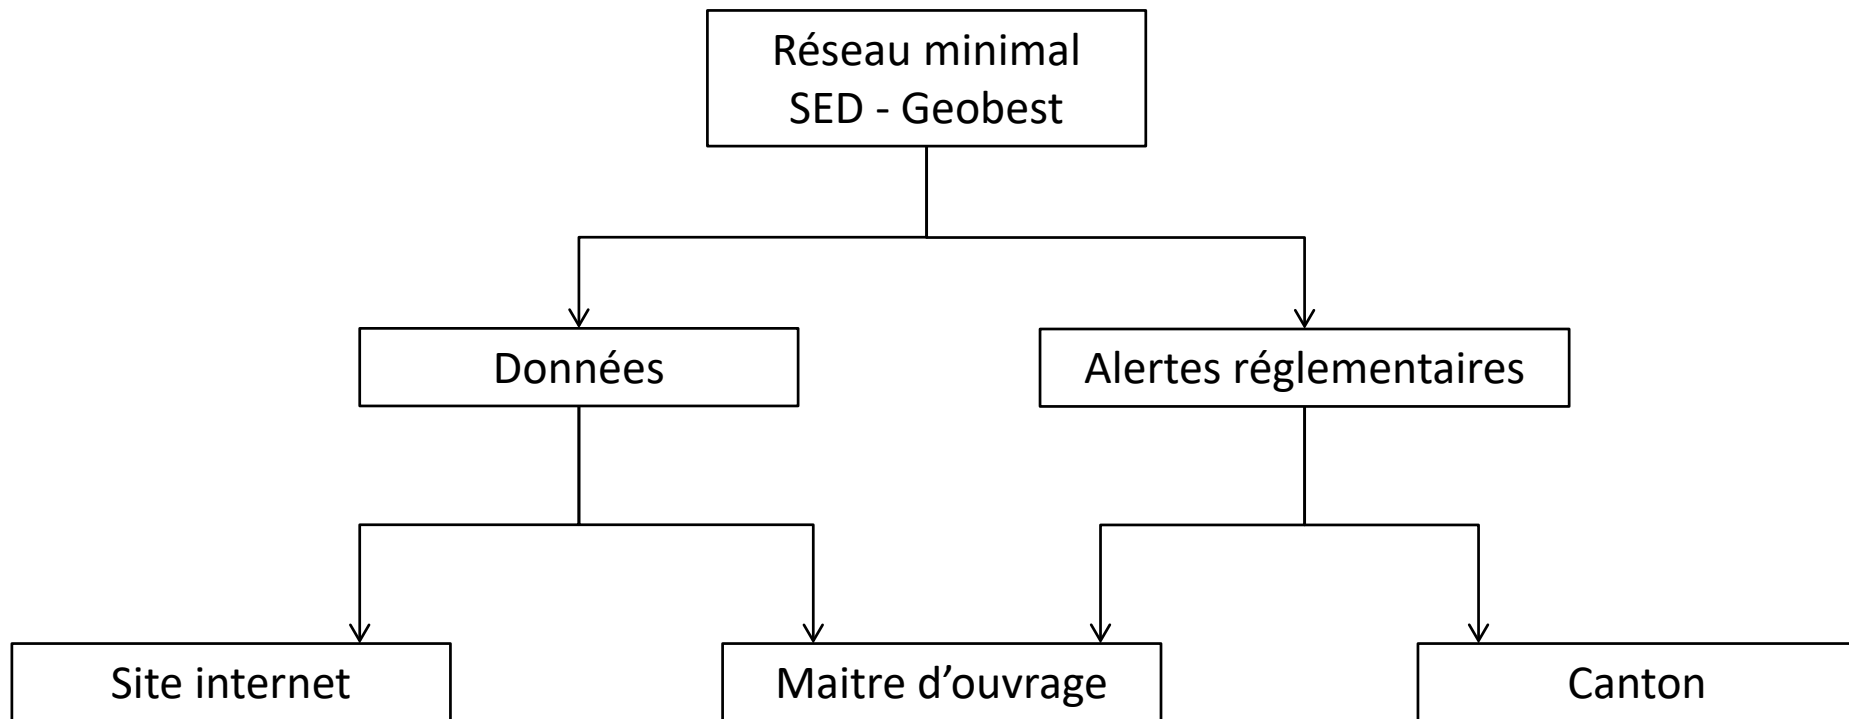 Réseau minimal
SED - Geobest
Données
Alertes réglementaires
Site internet
Maitre d’ouvrage
Canton